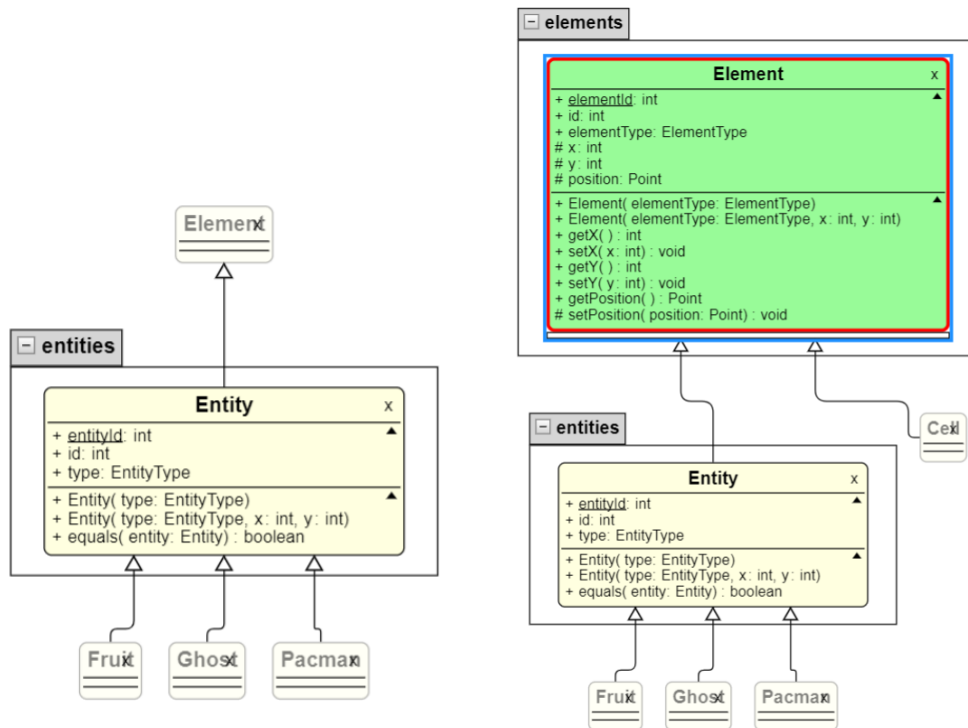 Element
x
entities
Entity
x
+ entityId: int
+ id: int
+ type: EntityType
+ Entity( type: EntityType)
+ Entity( type: EntityType, x: int, y: int)
+ equals( entity: Entity) : boolean
Fruit
x
Ghost
x
Pacman
x
elements
Element
x
+ elementId: int
+ id: int
+ elementType: ElementType
# x: int
# y: int
# position: Point
+ Element( elementType: ElementType)
+ Element( elementType: ElementType, x: int, y: int)
+ getX( ) : int
+ setX( x: int) : void
+ getY( ) : int
+ setY( y: int) : void
+ getPosition( ) : Point
# setPosition( position: Point) : void
Cell
x
entities
Entity
x
+ entityId: int
+ id: int
+ type: EntityType
+ Entity( type: EntityType)
+ Entity( type: EntityType, x: int, y: int)
+ equals( entity: Entity) : boolean
Fruit
x
Ghost
x
Pacman
x